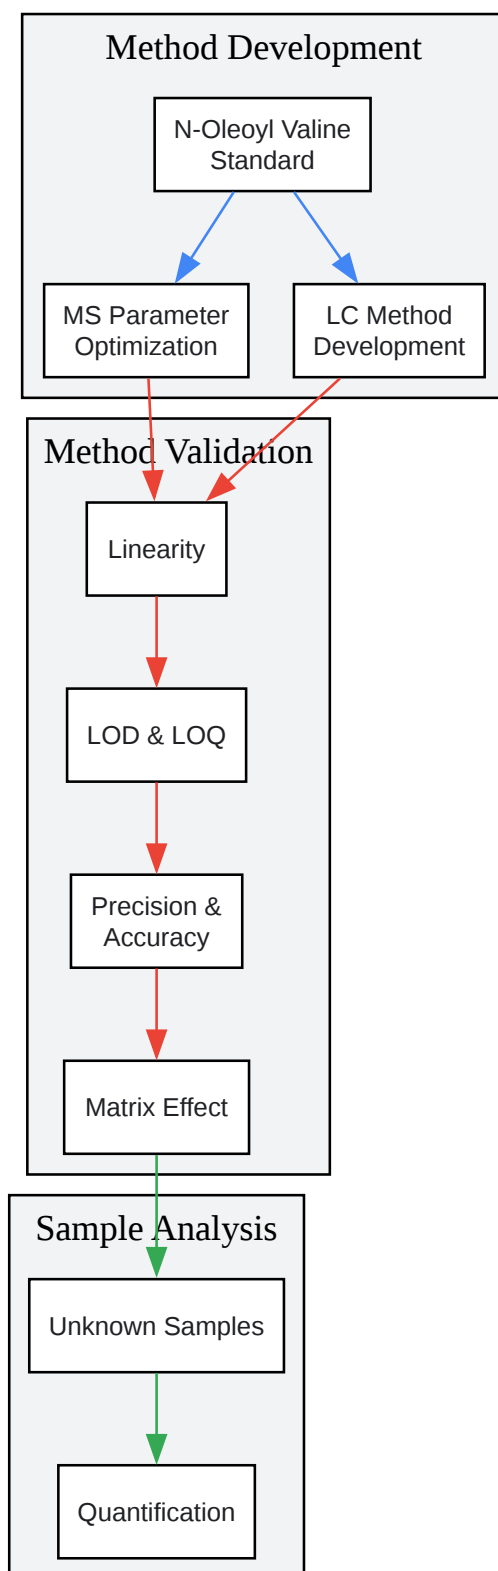 Method Development
N-Oleoyl Valine
Standard
MS Parameter
Optimization
LC Method
Development
Method Validation
Linearity
LOD & LOQ
Precision &
Accuracy
Matrix Effect
Sample Analysis
Unknown Samples
Quantification